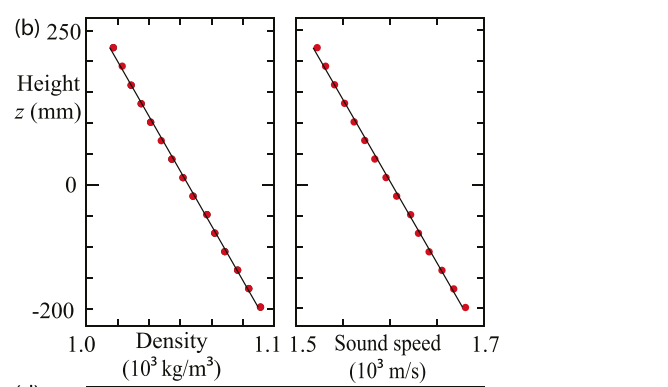 (b)
250
Height
z (mm)
0
-200
1.0 Density 1.1
(10³ kg/m³)
1.5 Sound speed 1.7
(10³ m/s)